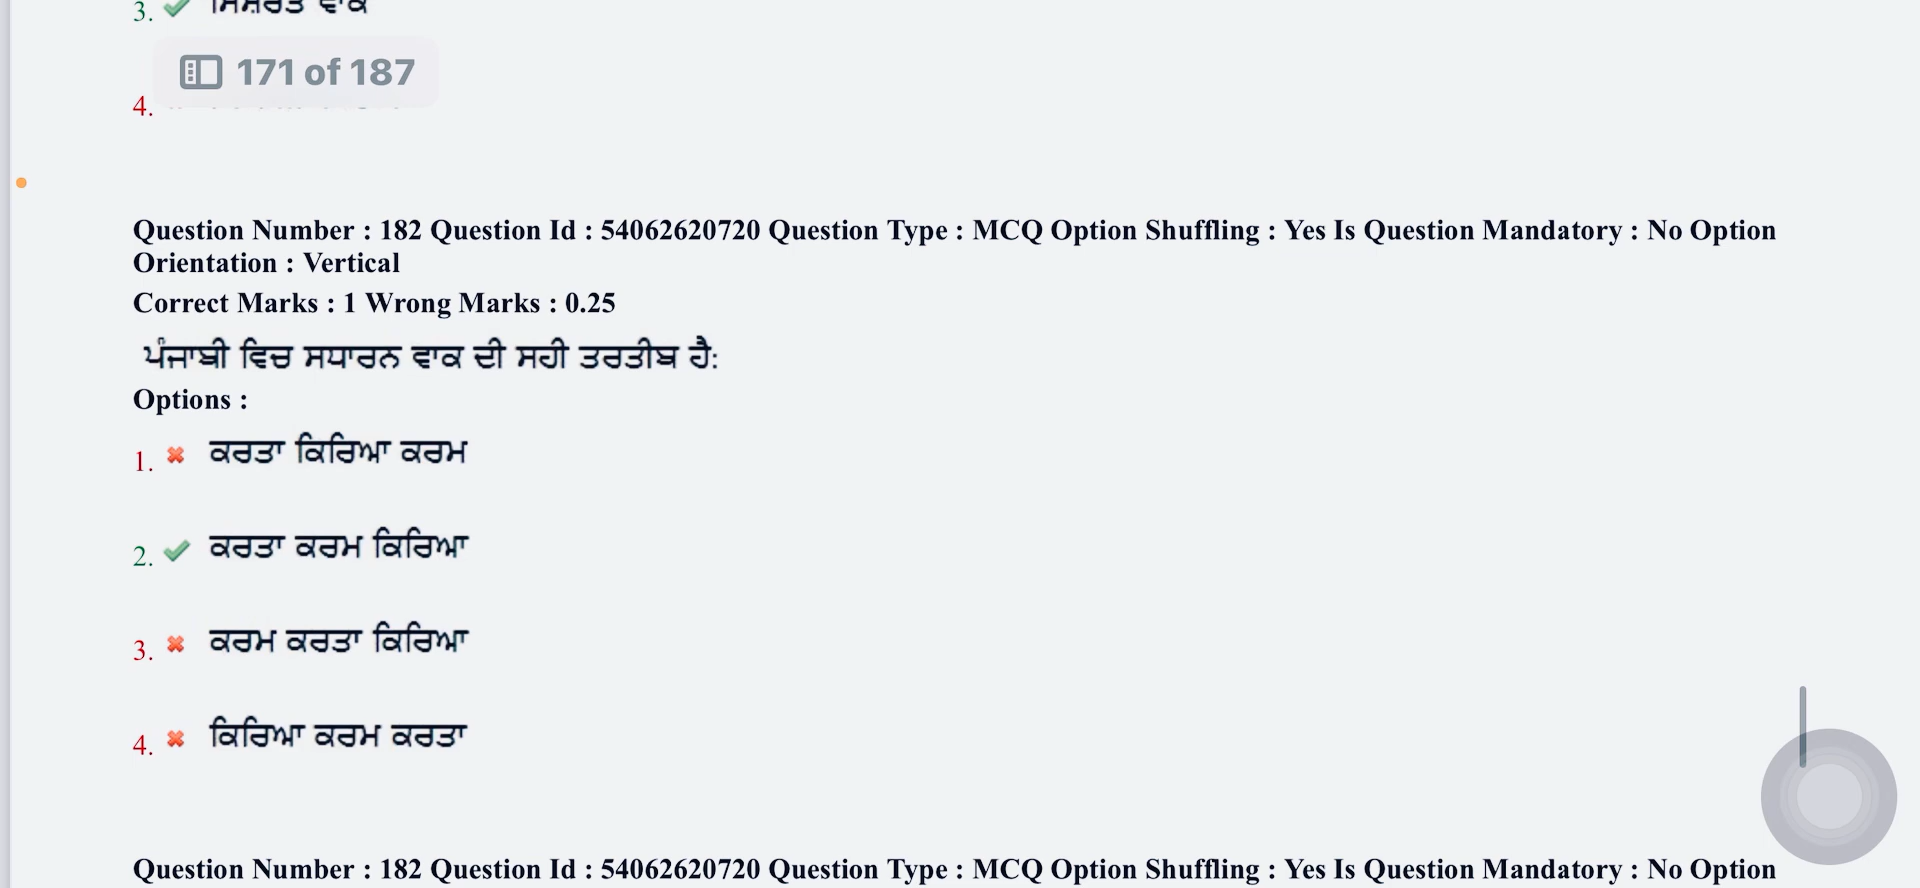 3. ਮਿਸ਼ਰਤ ਵਾਕ
171 of 187
4.
Question Number : 182 Question Id : 54062620720 Question Type : MCQ Option Shuffling : Yes Is Question Mandatory : No Option
Orientation : Vertical
Correct Marks : 1 Wrong Marks : 0.25
ਪੰਜਾਬੀ ਵਿਚ ਸਧਾਰਨ ਵਾਕ ਦੀ ਸਹੀ ਤਰਤੀਬ ਹੈ:
Options :
1. ਕਰਤਾ ਕਿਰਿਆ ਕਰਮ
2. ਕਰਤਾ ਕਰਮ ਕਿਰਿਆ
3. ਕਰਮ ਕਰਤਾ ਕਿਰਿਆ
4. ਕਿਰਿਆ ਕਰਮ ਕਰਤਾ
Question Number : 182 Question Id : 54062620720 Question Type : MCQ Option Shuffling : Yes Is Question Mandatory : No Option